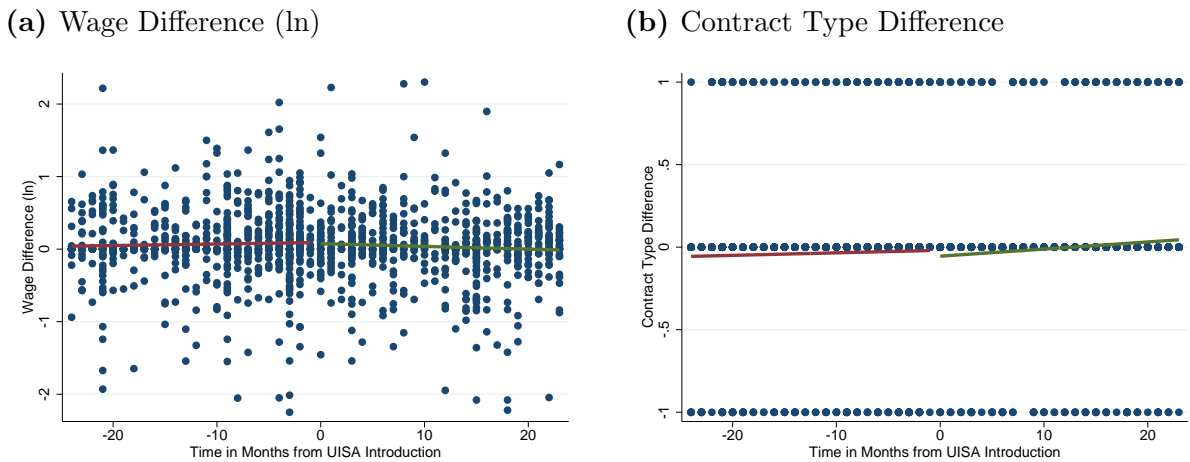 (a) Wage Difference (ln)
Wage Difference (ln)
2
1
0
-1
-2
-20 -10 0 10 20
Time in Months from UISA Introduction
(b) Contract Type Difference
Contract Type Difference
1
.5
0
-.5
-1
-20 -10 0 10 20
Time in Months from UISA Introduction